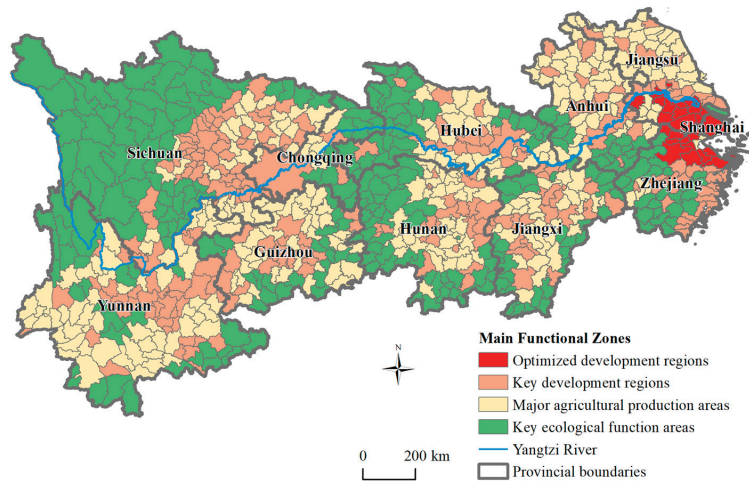 Jiangsu
Anhui
Shanghai
Hubei
Sichuan
Chongqing
Zhejiang
Hunan
Jiangxi
Guizhou
Yunnan
N
Main Functional Zones
Optimized development regions
Key development regions
Major agricultural production areas
Key ecological function areas
Yangtzi River
Provincial boundaries
0 200 km